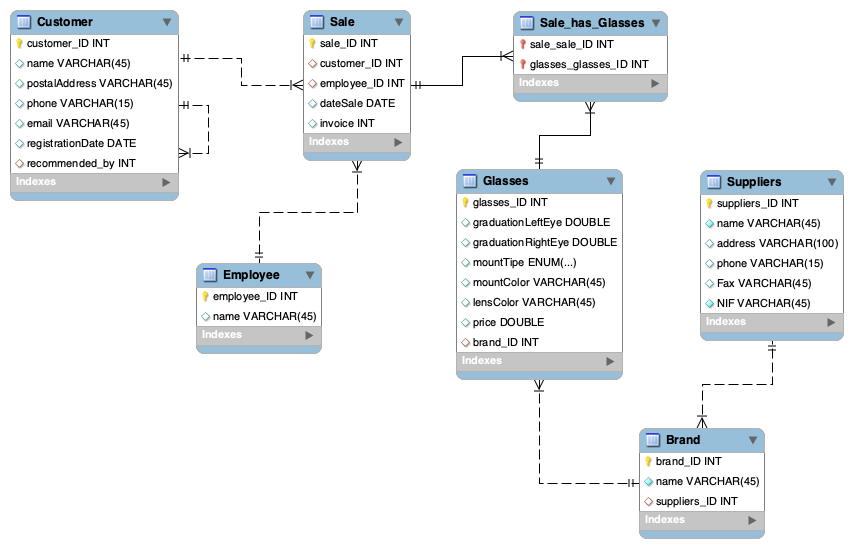 Customer
customer_ID INT
name VARCHAR(45)
postalAddress VARCHAR(45)
phone VARCHAR(15)
email VARCHAR(45)
registrationDate DATE
recommended_by INT
Indexes
Sale
sale_ID INT
customer_ID INT
employee_ID INT
dateSale DATE
invoice INT
Indexes
Sale_has_Glasses
sale_sale_ID INT
glasses_glasses_ID INT
Indexes
Glasses
glasses_ID INT
graduationLeftEye DOUBLE
graduationRightEye DOUBLE
mountTipe ENUM(...)
mountColor VARCHAR(45)
lensColor VARCHAR(45)
price DOUBLE
brand_ID INT
Indexes
Suppliers
suppliers_ID INT
name VARCHAR(45)
address VARCHAR(100)
phone VARCHAR(15)
Fax VARCHAR(45)
NIF VARCHAR(45)
Indexes
Employee
employee_ID INT
name VARCHAR(45)
Indexes
Brand
brand_ID INT
name VARCHAR(45)
suppliers_ID INT
Indexes